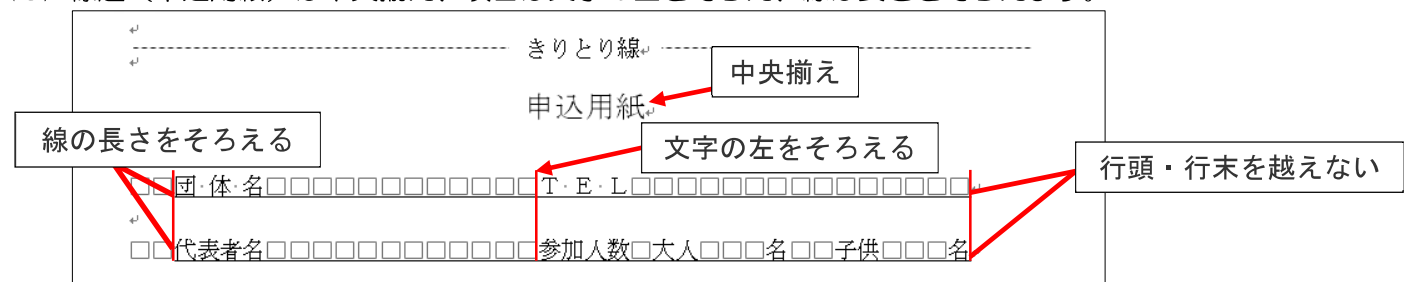 きりとり線
中央揃え
申込用紙
線の長さをそろえる
文字の左をそろえる
行頭・行末を越えない
□□団·体·名□□□□□□□□□□□□T·E·L□□□□□□□□□□□□□□□
□□代表者名□□□□□□□□□□□□参加人数□大人□□□名□□子供□□□名